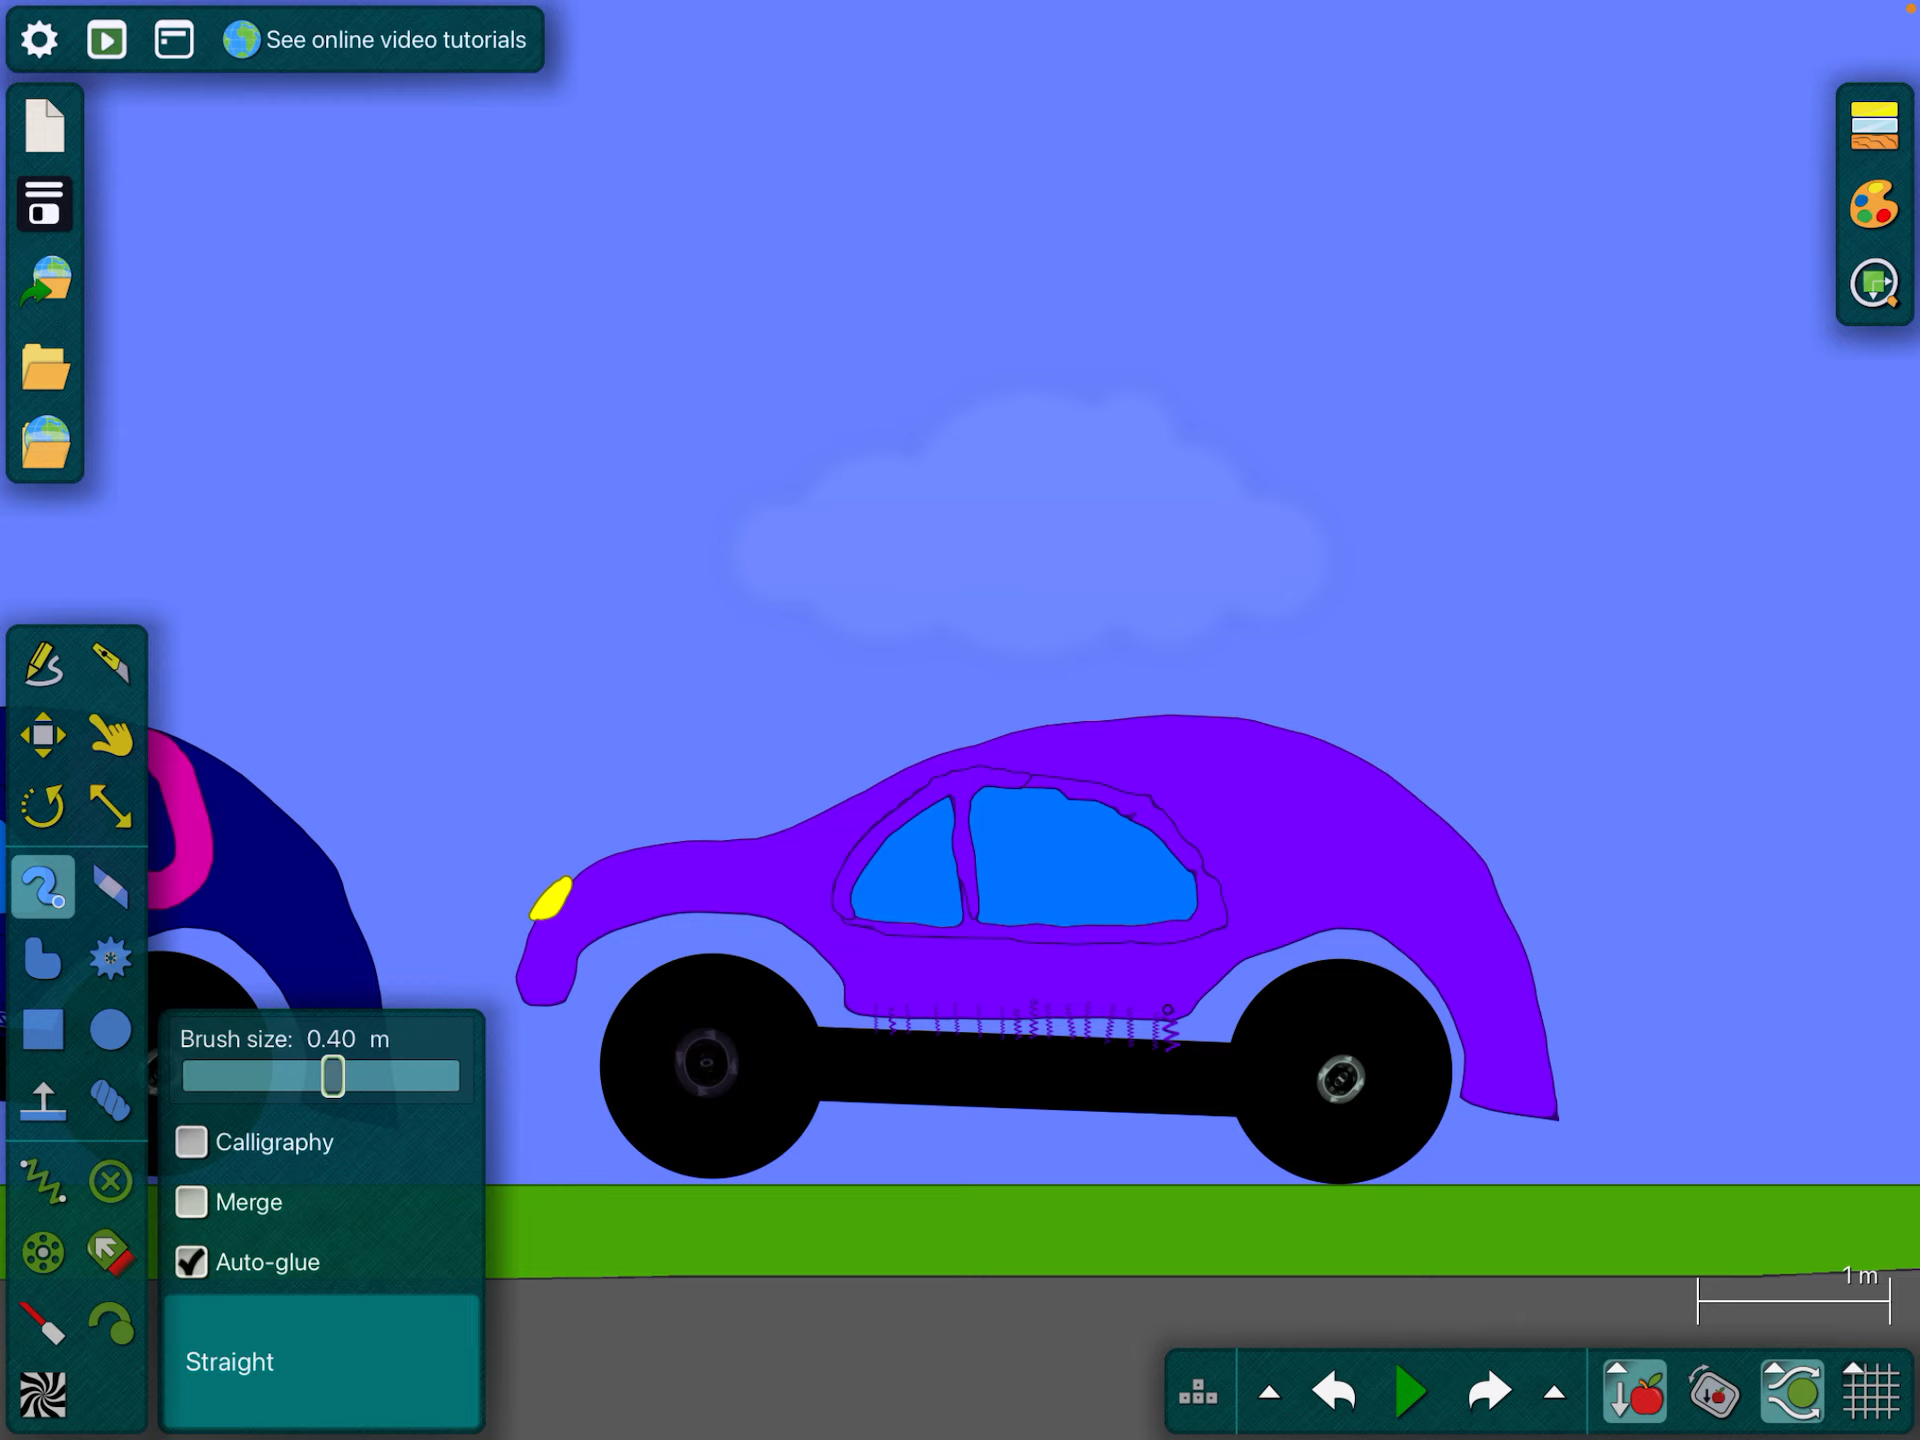 See online video tutorials
Brush size: 0.40 m
Calligraphy
Merge
Auto-glue
Straight
1 m